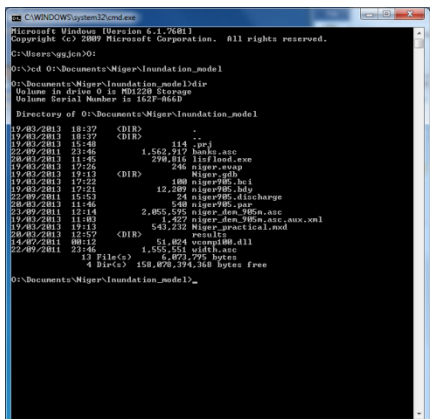 C:\WINDOWS\system32\cmd.exe
Microsoft Windows [Version 6.1.7601]
Copyright (c) 2009 Microsoft Corporation.  All rights reserved.
C:\Users\ggjcn>O:
O:\>cd O:\Documents\Niger\Inundation_model
O:\Documents\Niger\Inundation_model>dir
Volume in drive O is MD1220 Storage
Volume Serial Number is 162F-A66D
Directory of O:\Documents\Niger\Inundation_model
19/03/2013  18:37    <DIR>          .
19/03/2013  18:37    <DIR>          ..
19/03/2013  15:48               114 .prj
22/09/2011  23:46         1,562,917 banks.asc
20/03/2013  11:45           290,816 lisflood.exe
19/03/2013  17:26               246 niger.evap
19/03/2013  19:13    <DIR>          Niger.gdb
19/03/2013  17:22               100 niger905.bci
19/03/2013  17:21            12,209 niger905.bdy
22/09/2011  15:53                24 niger905.discharge
20/03/2013  11:46               540 niger905.par
23/09/2011  12:14         2,055,595 niger_dem_905m.asc
19/03/2013  11:03             1,427 niger_dem_905m.asc.aux.xml
19/03/2013  19:13           543,232 Niger_practical.mxd
20/03/2013  12:57    <DIR>          results
14/07/2011  00:12            51,024 vcomp100.dll
22/09/2011  23:46         1,555,551 width.asc
13 File(s)      6,073,795 bytes
4 Dir(s)  158,078,394,368 bytes free
O:\Documents\Niger\Inundation_model>_